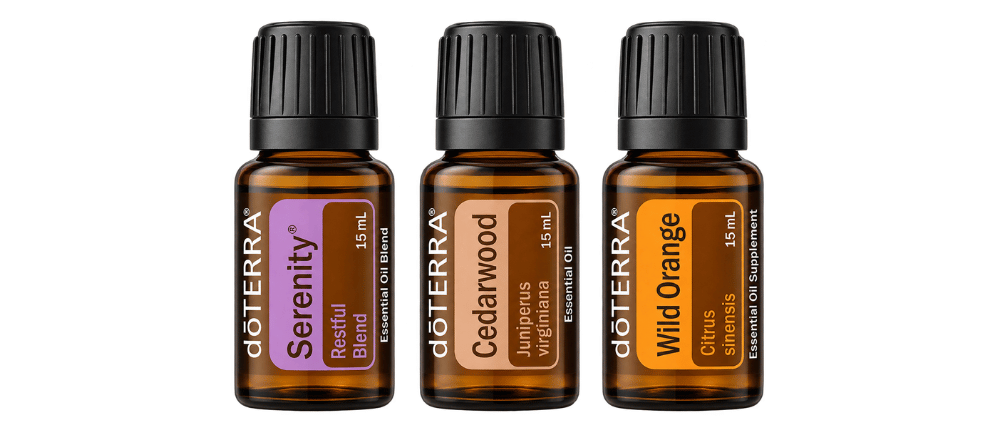 dōTERRA®
Serenity®
Restful
Blend
15 mL
Essential Oil Blend
dōTERRA®
Cedarwood
Juniperus
virginiana
15 mL
Essential Oil
dōTERRA®
Wild Orange
Citrus
sinensis
15 mL
Essential Oil Supplement